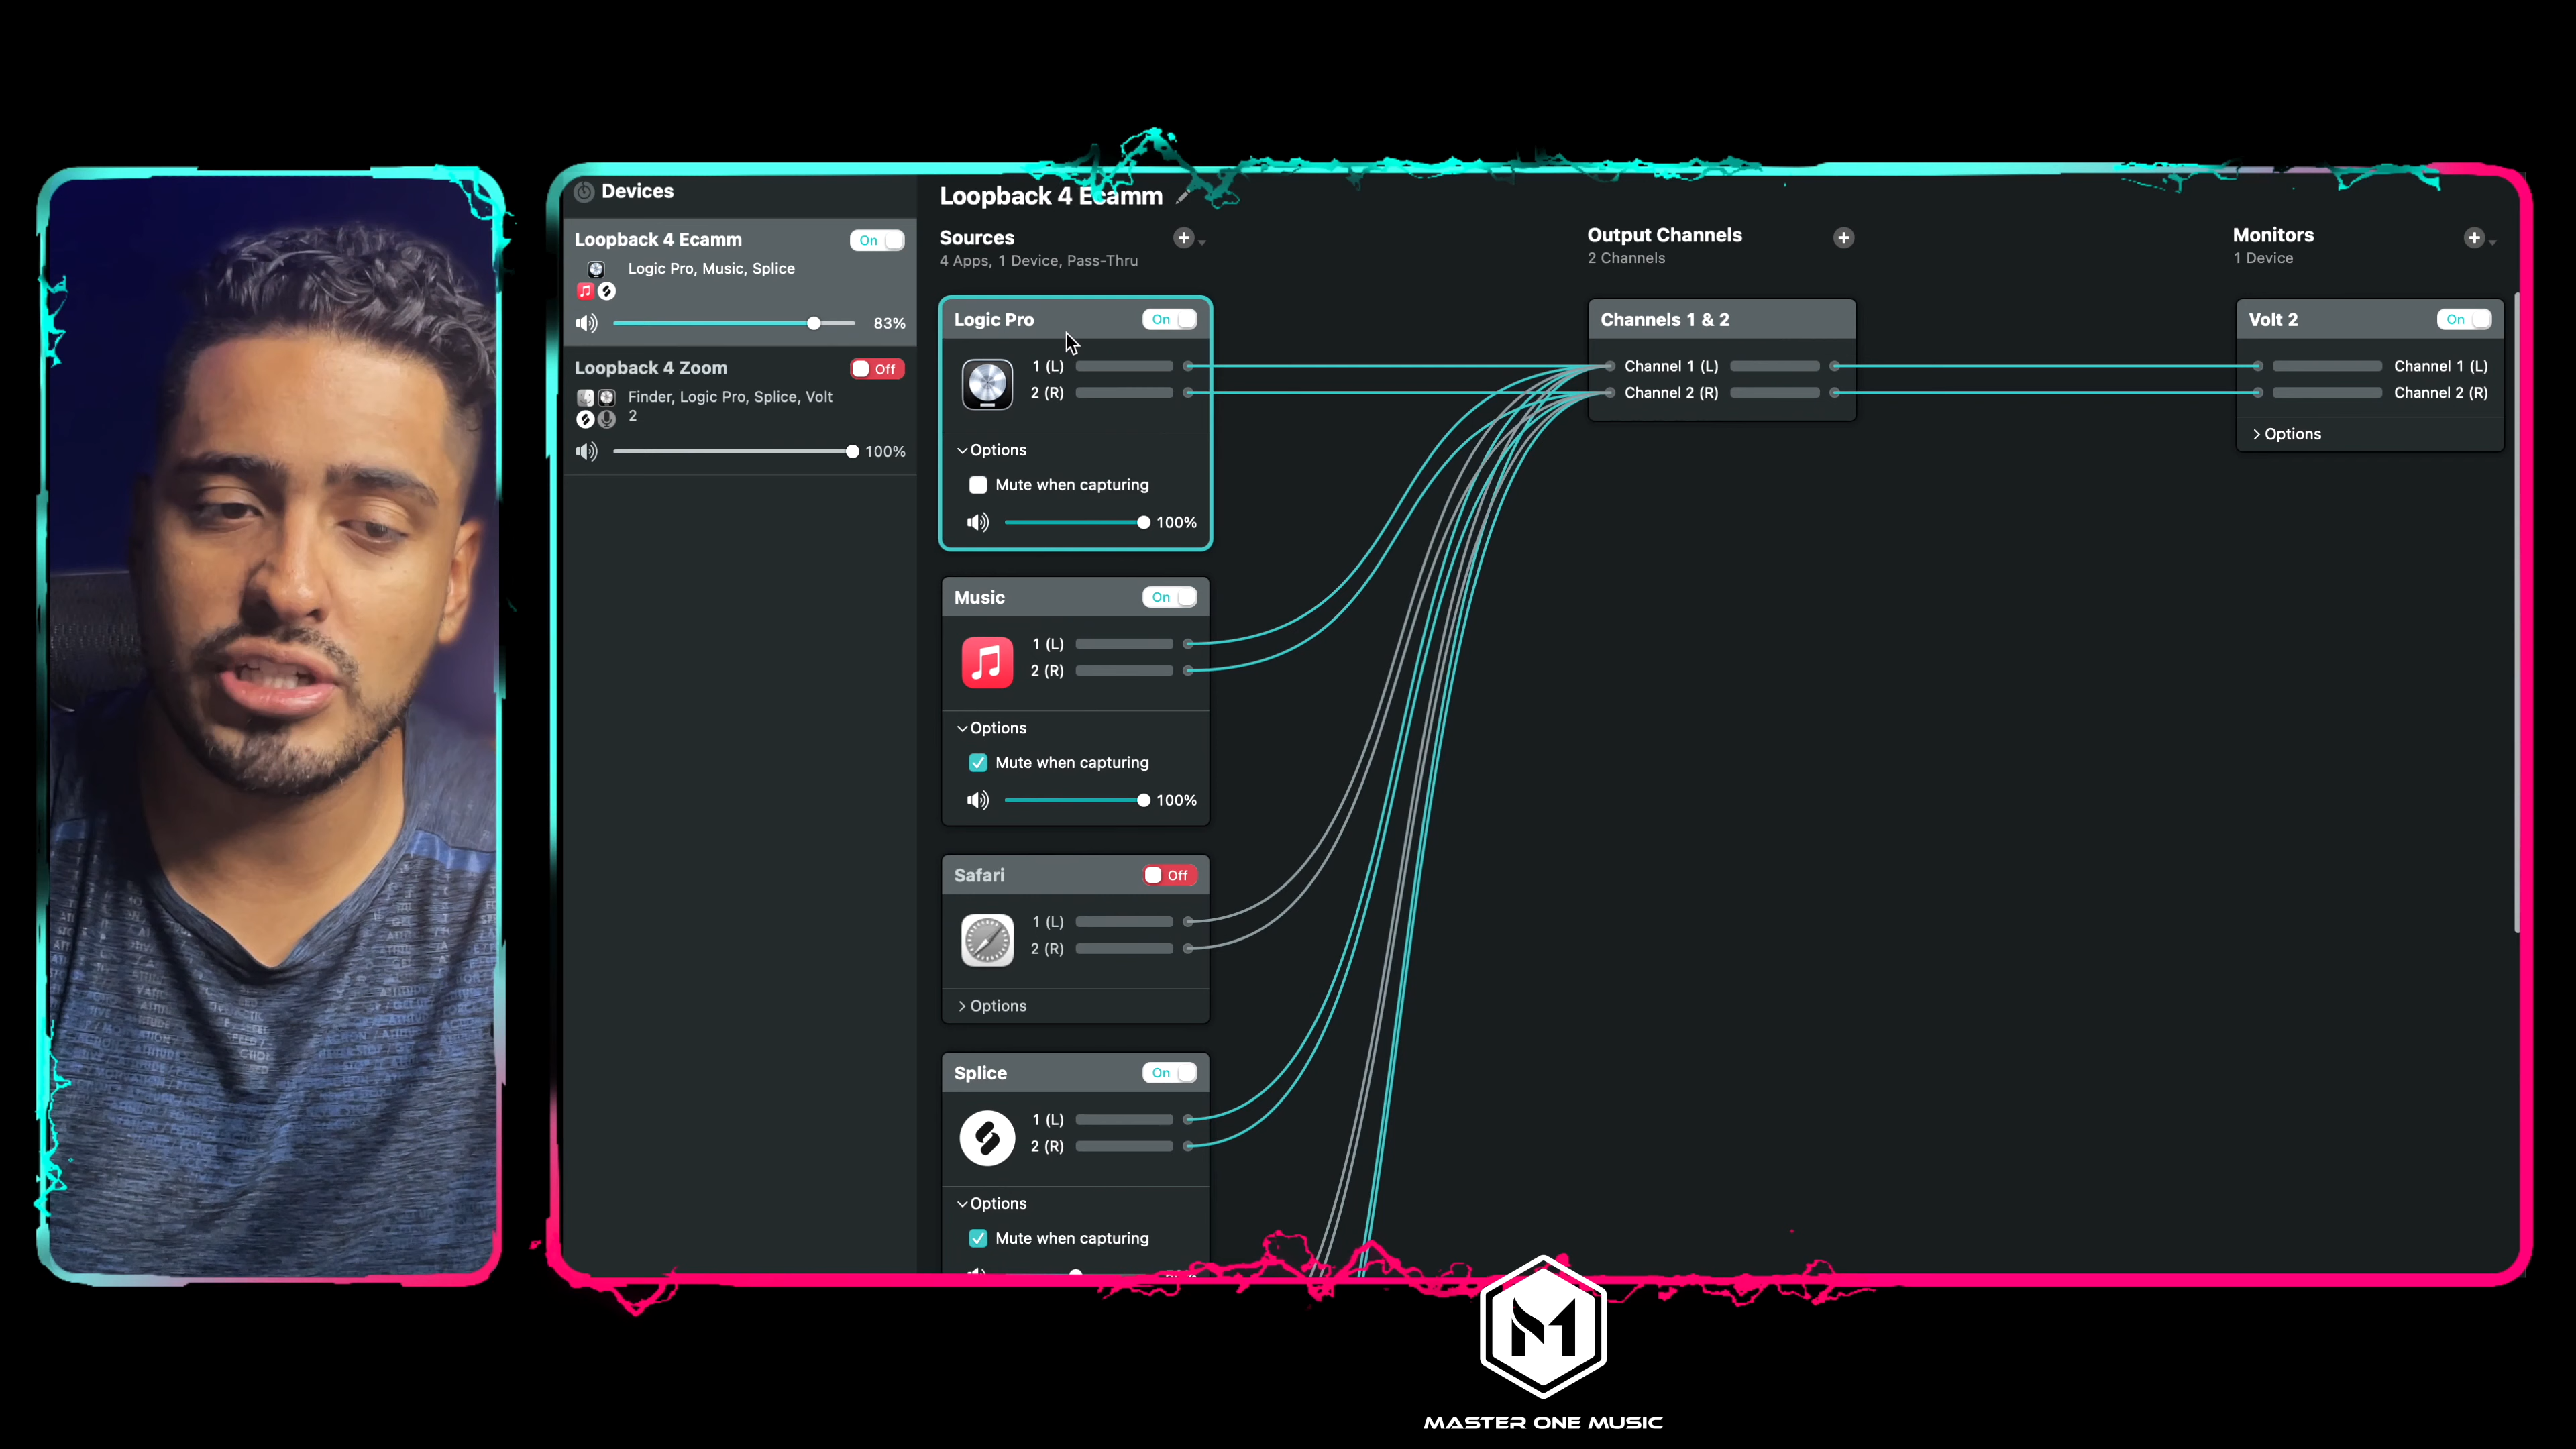 Devices
Loopback 4 Ecamm
On
Logic Pro, Music, Splice
83%
Loopback 4 Zoom
Off
Finder, Logic Pro, Splice, Volt
2
100%
Loopback 4 Ecamm
Sources
4 Apps, 1 Device, Pass-Thru
Logic Pro
On
1 (L)
2 (R)
Options
Mute when capturing
100%
Music
On
1 (L)
2 (R)
Options
Mute when capturing
100%
Safari
Off
1 (L)
2 (R)
Options
Splice
On
1 (L)
2 (R)
Options
Mute when capturing
Output Channels
2 Channels
Channels 1 & 2
Channel 1 (L)
Channel 2 (R)
Monitors
1 Device
Volt 2
On
Channel 1 (L)
Channel 2 (R)
Options
MASTER ONE MUSIC